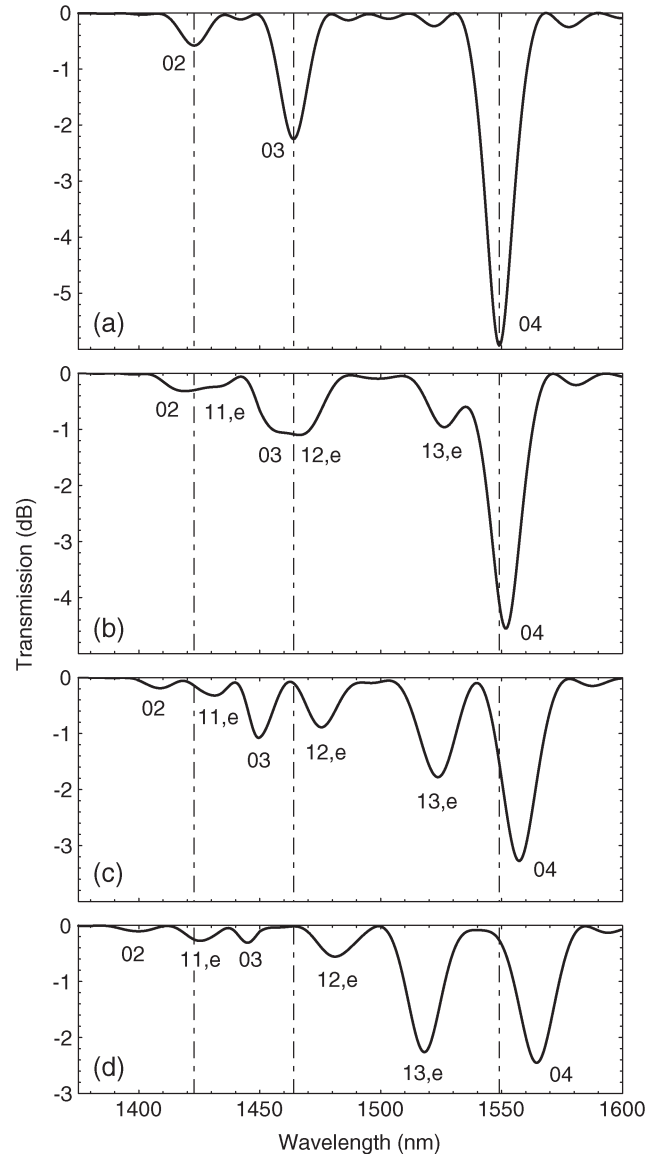 0
-1
-2
-3
-4
-5
02
03
04
(a)
0
-1
-2
-3
-4
02
11,e
03
12,e
13,e
04
(b)
0
-1
-2
-3
02
11,e
03
12,e
13,e
04
(c)
0
-1
-2
-3
02
11,e
03
12,e
13,e
04
(d)
1400
1450
1500
1550
1600
Transmission (dB)
Wavelength (nm)